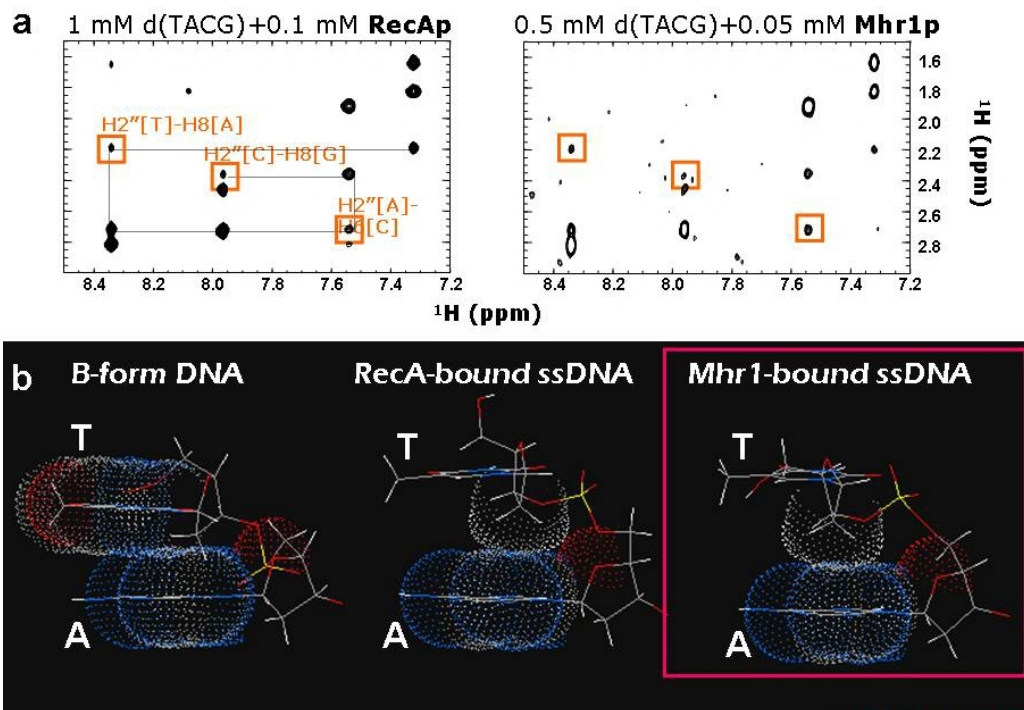 a
1 mM d(TACG)+0.1 mM RecAp
0.5 mM d(TACG)+0.05 mM Mhr1p
H2″[T]-H8[A]
H2″[C]-H8[G]
H2″[A]-
H6[C]
1.6
1.8
2.0
2.2
2.4
2.6
2.8
¹H (ppm)
8.4 8.2 8.0 7.8 7.6 7.4 7.2
8.4 8.2 8.0 7.8 7.6 7.4 7.2
¹H (ppm)
b
B-form DNA
RecA-bound ssDNA
Mhr1-bound ssDNA
T
T
T
A
A
A